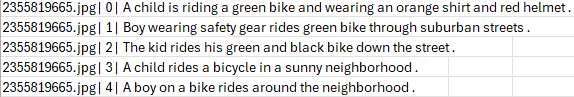 2355819665.jpg| 0| A child is riding a green bike and wearing an orange shirt and red helmet .
2355819665.jpg| 1| Boy wearing safety gear rides green bike through suburban streets .
2355819665.jpg| 2| The kid rides his green and black bike down the street .
2355819665.jpg| 3| A child rides a bicycle in a sunny neighborhood .
2355819665.jpg| 4| A boy on a bike rides around the neighborhood .